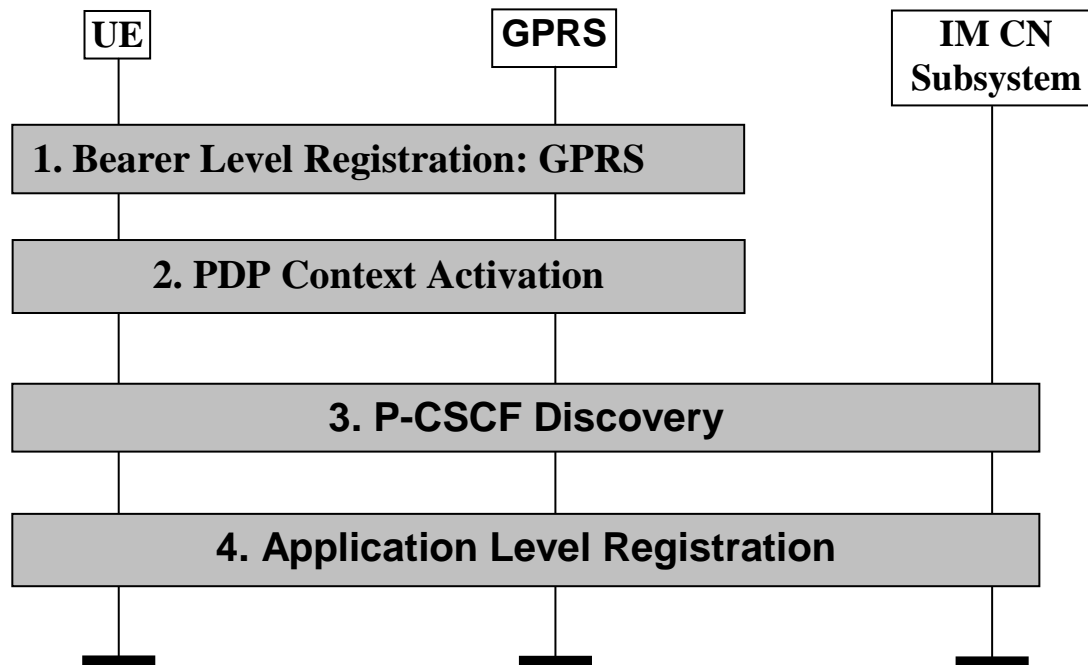 UE
GPRS
IM CN
Subsystem
1. Bearer Level Registration: GPRS
2. PDP Context Activation
3. P-CSCF Discovery
4. Application Level Registration